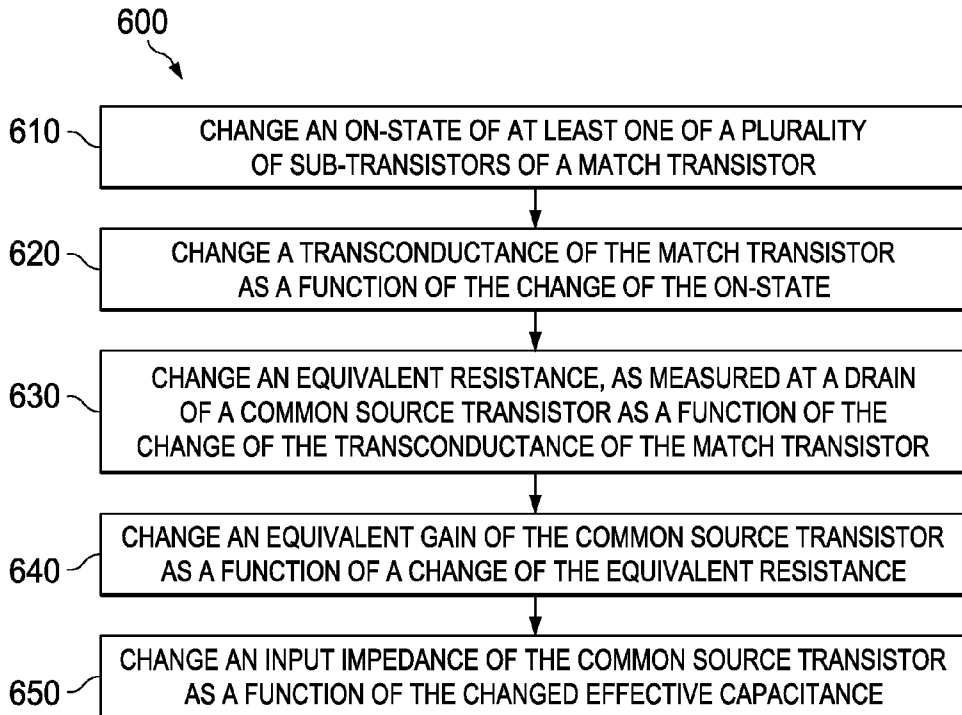 600
610
CHANGE AN ON-STATE OF AT LEAST ONE OF A PLURALITY
OF SUB-TRANSISTORS OF A MATCH TRANSISTOR
620
CHANGE A TRANSCONDUCTANCE OF THE MATCH TRANSISTOR
AS A FUNCTION OF THE CHANGE OF THE ON-STATE
630
CHANGE AN EQUIVALENT RESISTANCE, AS MEASURED AT A DRAIN
OF A COMMON SOURCE TRANSISTOR AS A FUNCTION OF THE
CHANGE OF THE TRANSCONDUCTANCE OF THE MATCH TRANSISTOR
640
CHANGE AN EQUIVALENT GAIN OF THE COMMON SOURCE TRANSISTOR
AS A FUNCTION OF A CHANGE OF THE EQUIVALENT RESISTANCE
650
CHANGE AN INPUT IMPEDANCE OF THE COMMON SOURCE TRANSISTOR
AS A FUNCTION OF THE CHANGED EFFECTIVE CAPACITANCE